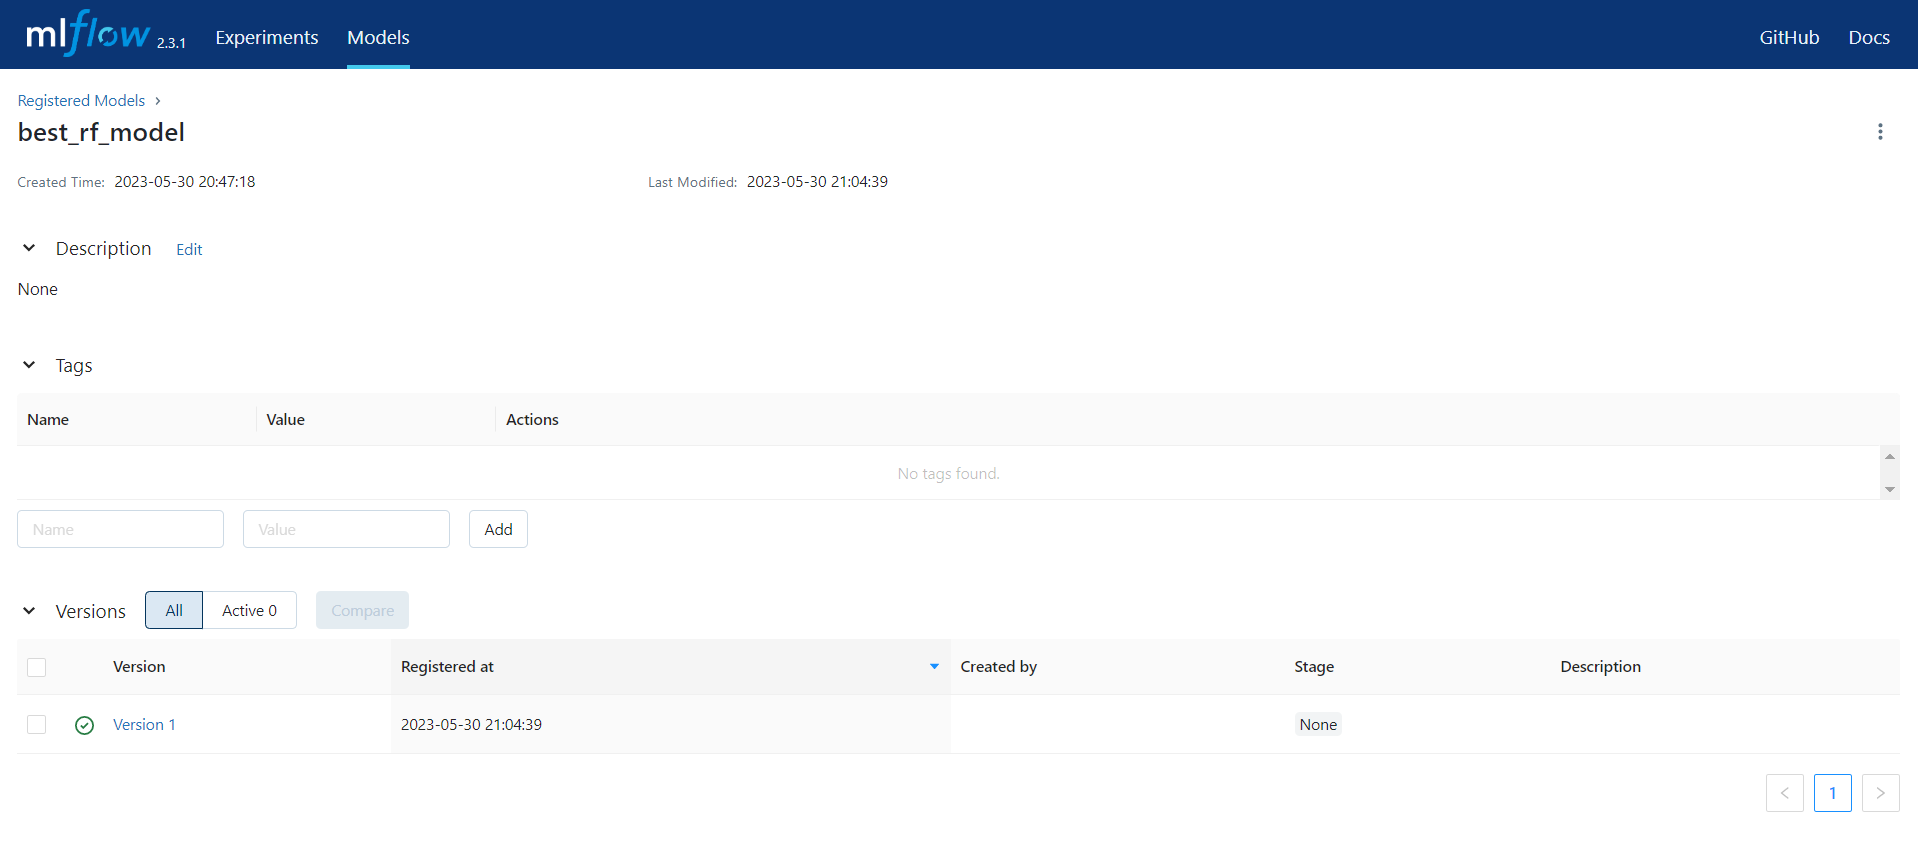 mlflow 2.3.1 Experiments Models GitHub Docs
Registered Models
best_rf_model
Created Time: 2023-05-30 20:47:18 Last Modified: 2023-05-30 21:04:39
Description Edit
None
Tags
Name Value Actions
No tags found.
Name Value Add
Versions All Active 0 Compare
Version Registered at Created by Stage Description
Version 1 2023-05-30 21:04:39 None
< 1 >